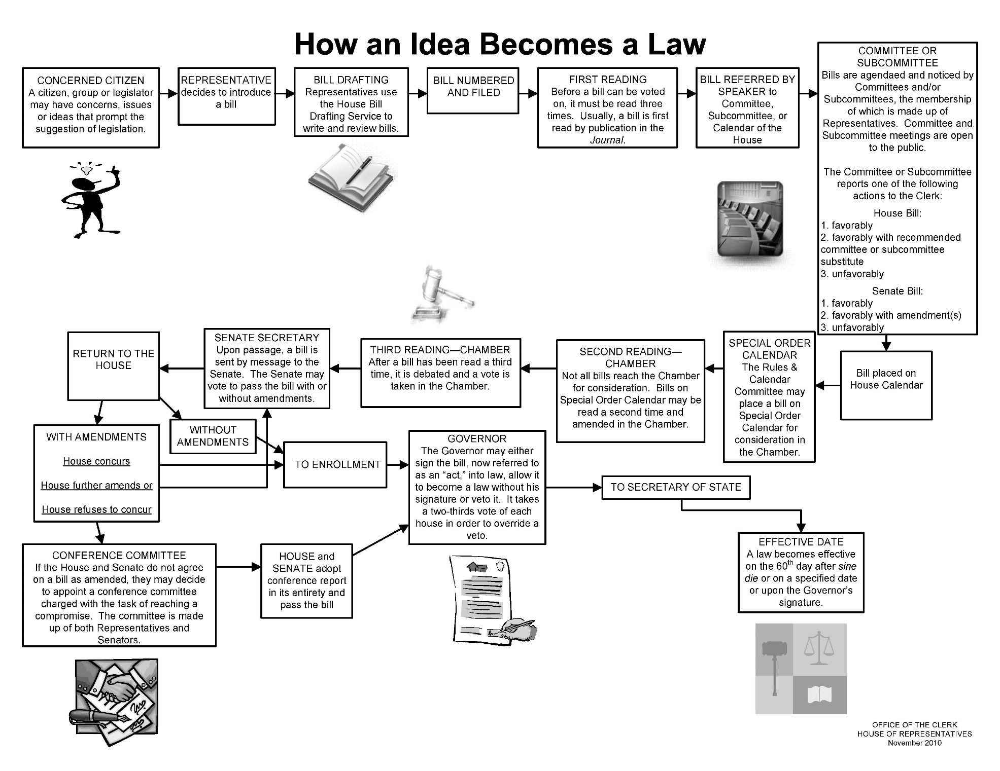 How an Idea Becomes a Law
CONCERNED CITIZEN
A citizen, group or legislator
may have concerns, issues
or ideas that prompt the
suggestion of legislation.
REPRESENTATIVE
decides to introduce
a bill
BILL DRAFTING
Representatives use
the House Bill
Drafting Service to
write and review bills.
BILL NUMBERED
AND FILED
FIRST READING
Before a bill can be voted
on, it must be read three
times.  Usually, a bill is first
read by publication in the
Journal.
BILL REFERRED BY
SPEAKER to
Committee,
Subcommittee, or
Calendar of the
House
COMMITTEE OR
SUBCOMMITTEE
Bills are agendaed and noticed by
Committees and/or
Subcommittees, the membership
of which is made up of
Representatives.  Committee and
Subcommittee meetings are open
to the public.
The Committee or Subcommittee
reports one of the following
actions to the Clerk:
House Bill:
1. favorably
2. favorably with recommended
committee or subcommittee
substitute
3. unfavorably
Senate Bill:
1. favorably
2. favorably with amendment(s)
3. unfavorably
Bill placed on
House Calendar
SPECIAL ORDER
CALENDAR
The Rules &
Calendar
Committee may
place a bill on
Special Order
Calendar for
consideration in
the Chamber.
SECOND READING—
CHAMBER
Not all bills reach the Chamber
for consideration.  Bills on
Special Order Calendar may be
read a second time and
amended in the Chamber.
THIRD READING—CHAMBER
After a bill has been read a third
time, it is debated and a vote is
taken in the Chamber.
SENATE SECRETARY
Upon passage, a bill is
sent by message to the
Senate.  The Senate may
vote to pass the bill with or
without amendments.
RETURN TO THE
HOUSE
WITH AMENDMENTS
House concurs
House further amends or
House refuses to concur
WITHOUT
AMENDMENTS
TO ENROLLMENT
GOVERNOR
The Governor may either
sign the bill, now referred to
as an “act,” into law, allow it
to become a law without his
signature or veto it.  It takes
a two-thirds vote of each
house in order to override a
veto.
TO SECRETARY OF STATE
CONFERENCE COMMITTEE
If the House and Senate do not agree
on a bill as amended, they may decide
to appoint a conference committee
charged with the task of reaching a
compromise.  The committee is made
up of both Representatives and
Senators.
HOUSE and
SENATE adopt
conference report
in its entirety and
pass the bill
EFFECTIVE DATE
A law becomes effective
on the 60th day after sine
die or on a specified date
or upon the Governor’s
signature.
OFFICE OF THE CLERK
HOUSE OF REPRESENTATIVES
November 2010